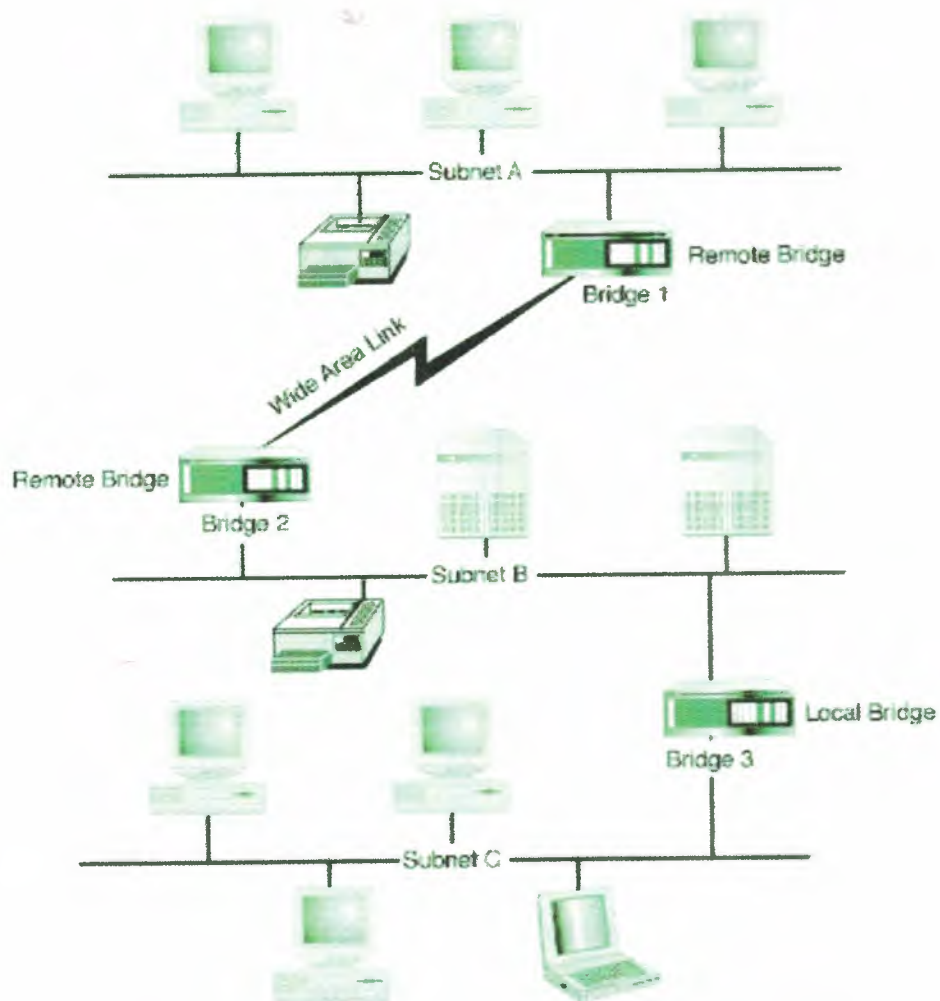 Subnet A
Remote Bridge
Bridge 1
Wide Area Link
Remote Bridge
Bridge 2
Subnet B
Local Bridge
Bridge 3
Subnet C